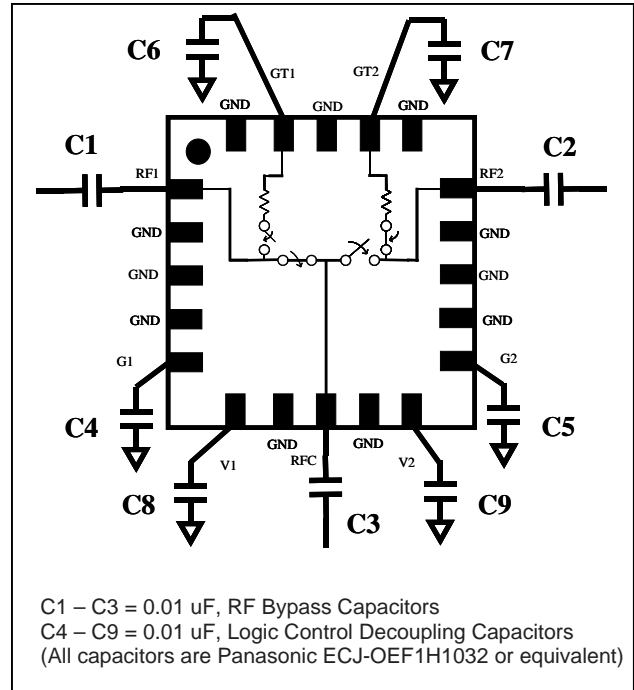 C6
C7
GT1
GT2
GND
GND
GND
C1
C2
RF1
RF2
GND
GND
GND
GND
GND
GND
G1
G2
C4
C5
V1
GND
RFC
GND
V2
C8
C3
C9
C1 – C3 = 0.01 uF, RF Bypass Capacitors
C4 – C9 = 0.01 uF, Logic Control Decoupling Capacitors
(All capacitors are Panasonic ECJ-OEF1H1032 or equivalent)